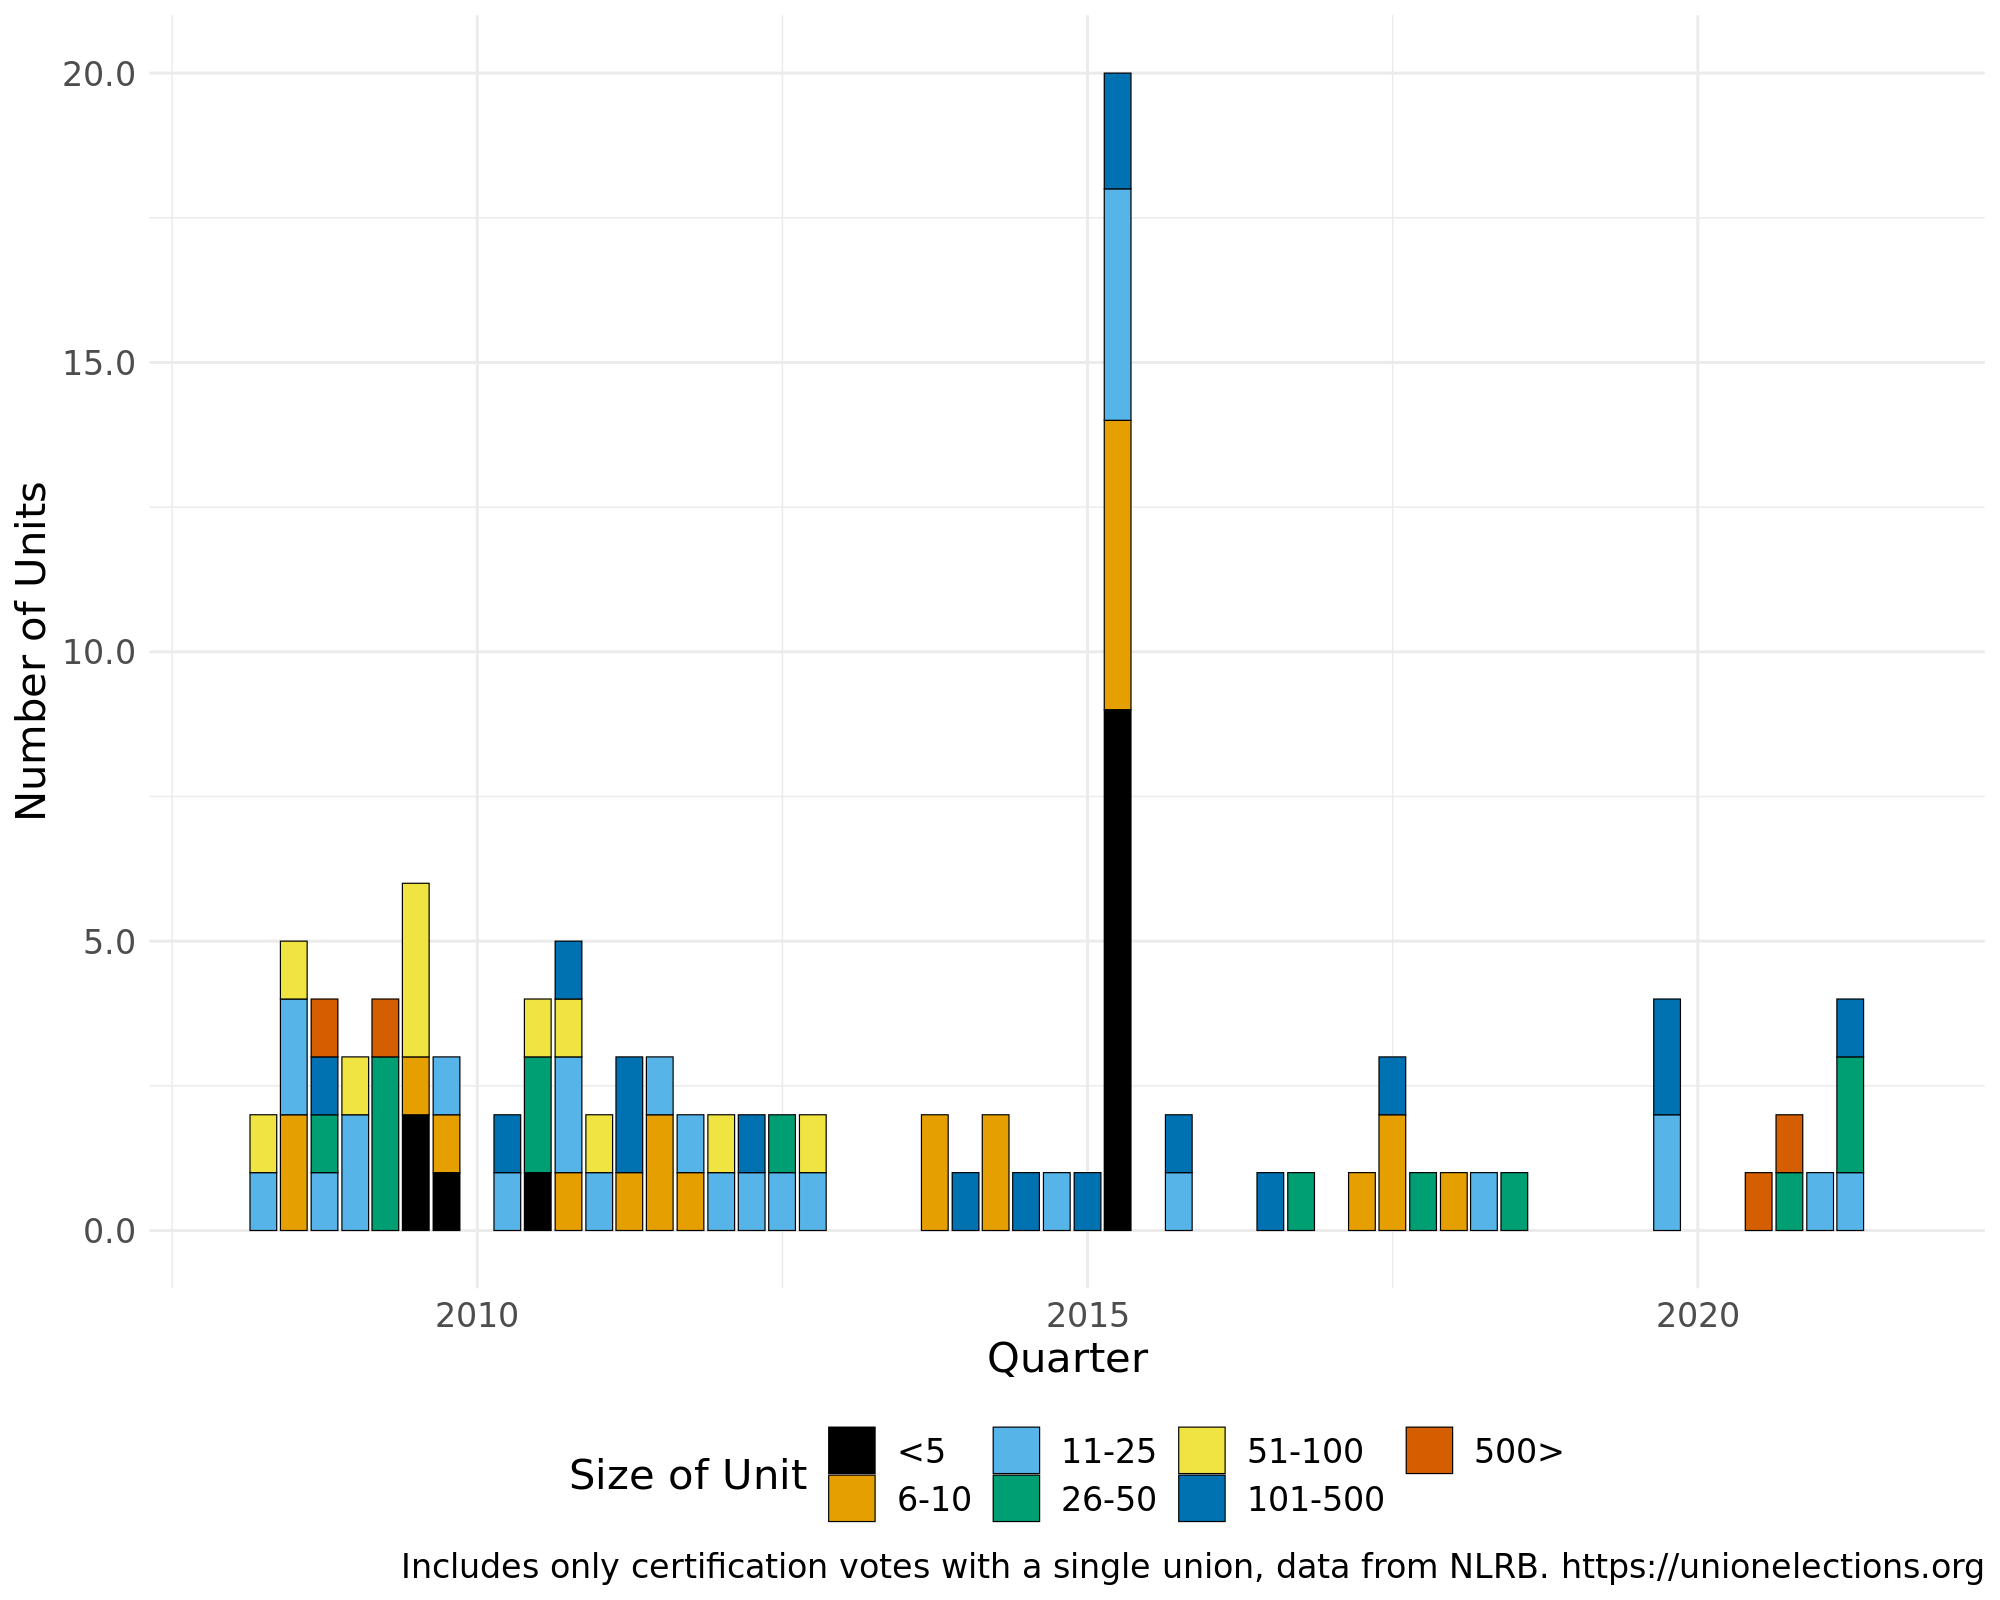 20.0
15.0
10.0
5.0
0.0
Number of Units
2010 2015 2020
Quarter
Size of Unit
<5 11-25 51-100 500>
6-10 26-50 101-500
Includes only certification votes with a single union, data from NLRB. https://unionelections.org